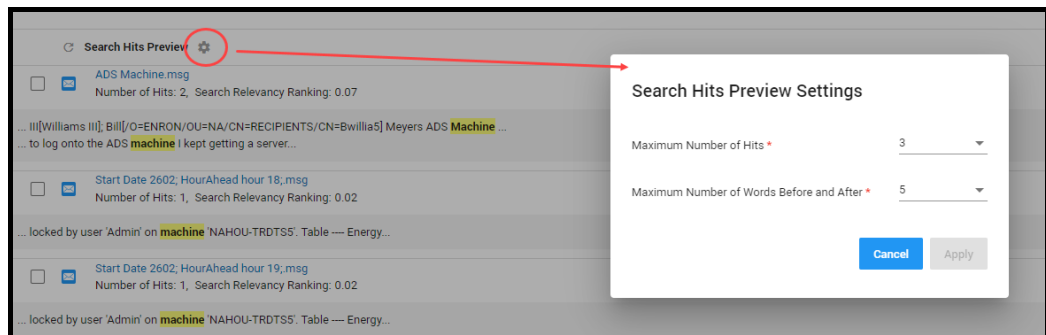 Search Hits Preview
ADS Machine.msg
Number of Hits: 2, Search Relevancy Ranking: 0.07
... III[Williams III]; Bill[/O=ENRON/OU=NA/CN=RECIPIENTS/CN=Bwillia5] Meyers ADS Machine ...
... to log onto the ADS machine I kept getting a server...
Start Date 2602; HourAhead hour 18;.msg
Number of Hits: 1, Search Relevancy Ranking: 0.02
... locked by user 'Admin' on machine 'NAHOU-TRDTS5'. Table ---- Energy...
Start Date 2602; HourAhead hour 19;.msg
Number of Hits: 1, Search Relevancy Ranking: 0.02
... locked by user 'Admin' on machine 'NAHOU-TRDTS5'. Table ---- Energy...
Search Hits Preview Settings
Maximum Number of Hits * 3
Maximum Number of Words Before and After * 5
Cancel Apply